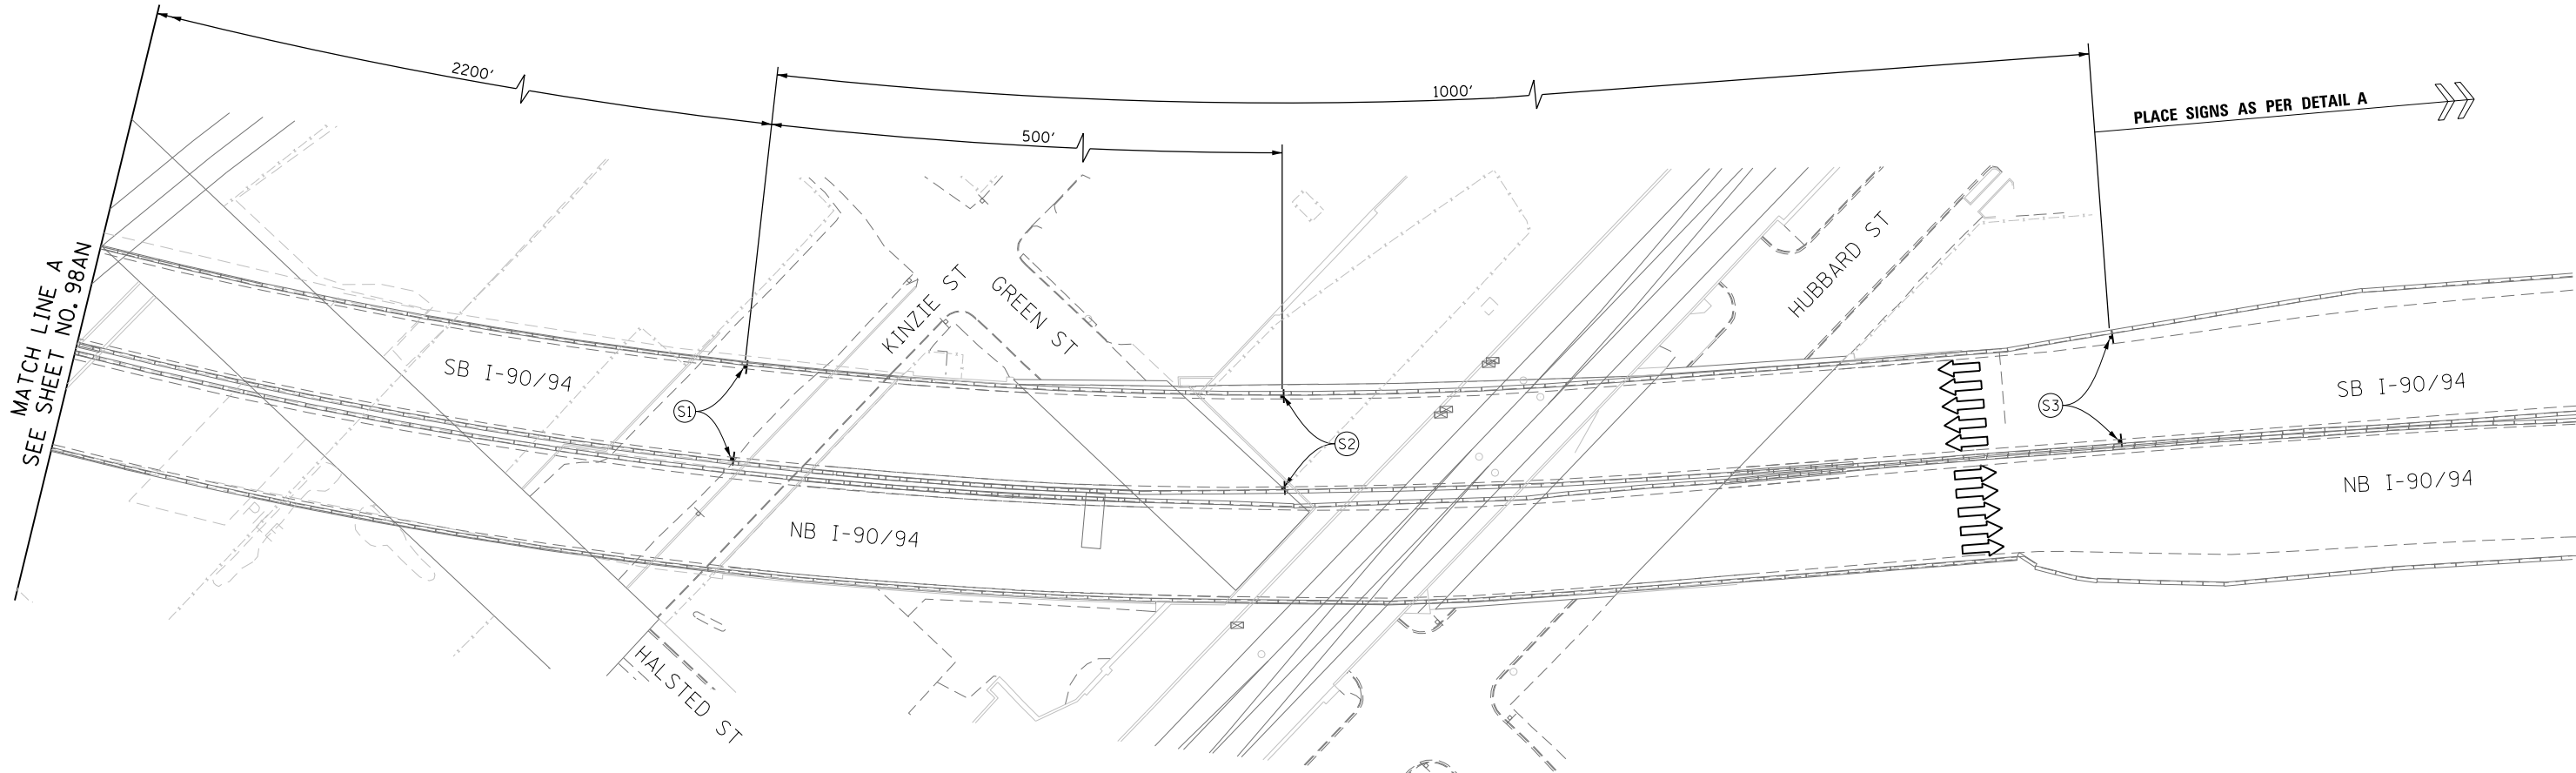 2200'
1000'
500'
PLACE SIGNS AS PER DETAIL A
MATCH LINE A
SEE SHEET NO. 98AN
SB I-90/94
S1
KINZIE ST
GREEN ST
S2
HUBBARD ST
S3
SB I-90/94
NB I-90/94
NB I-90/94
HALSTED ST